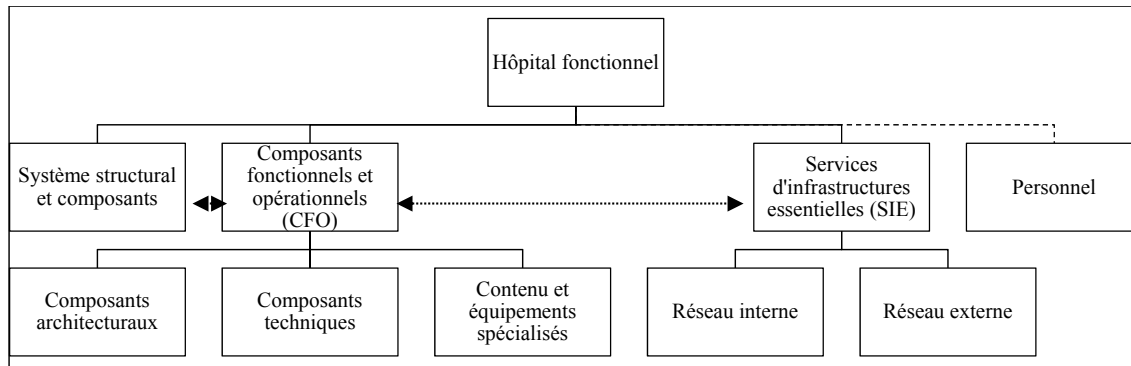 Hôpital fonctionnel
Système structural
et composants
Composants
fonctionnels et
opérationnels
(CFO)
Services
d'infrastructures
essentielles (SIE)
Personnel
Composants
architecturaux
Composants
techniques
Contenu et
équipements
spécialisés
Réseau interne
Réseau externe